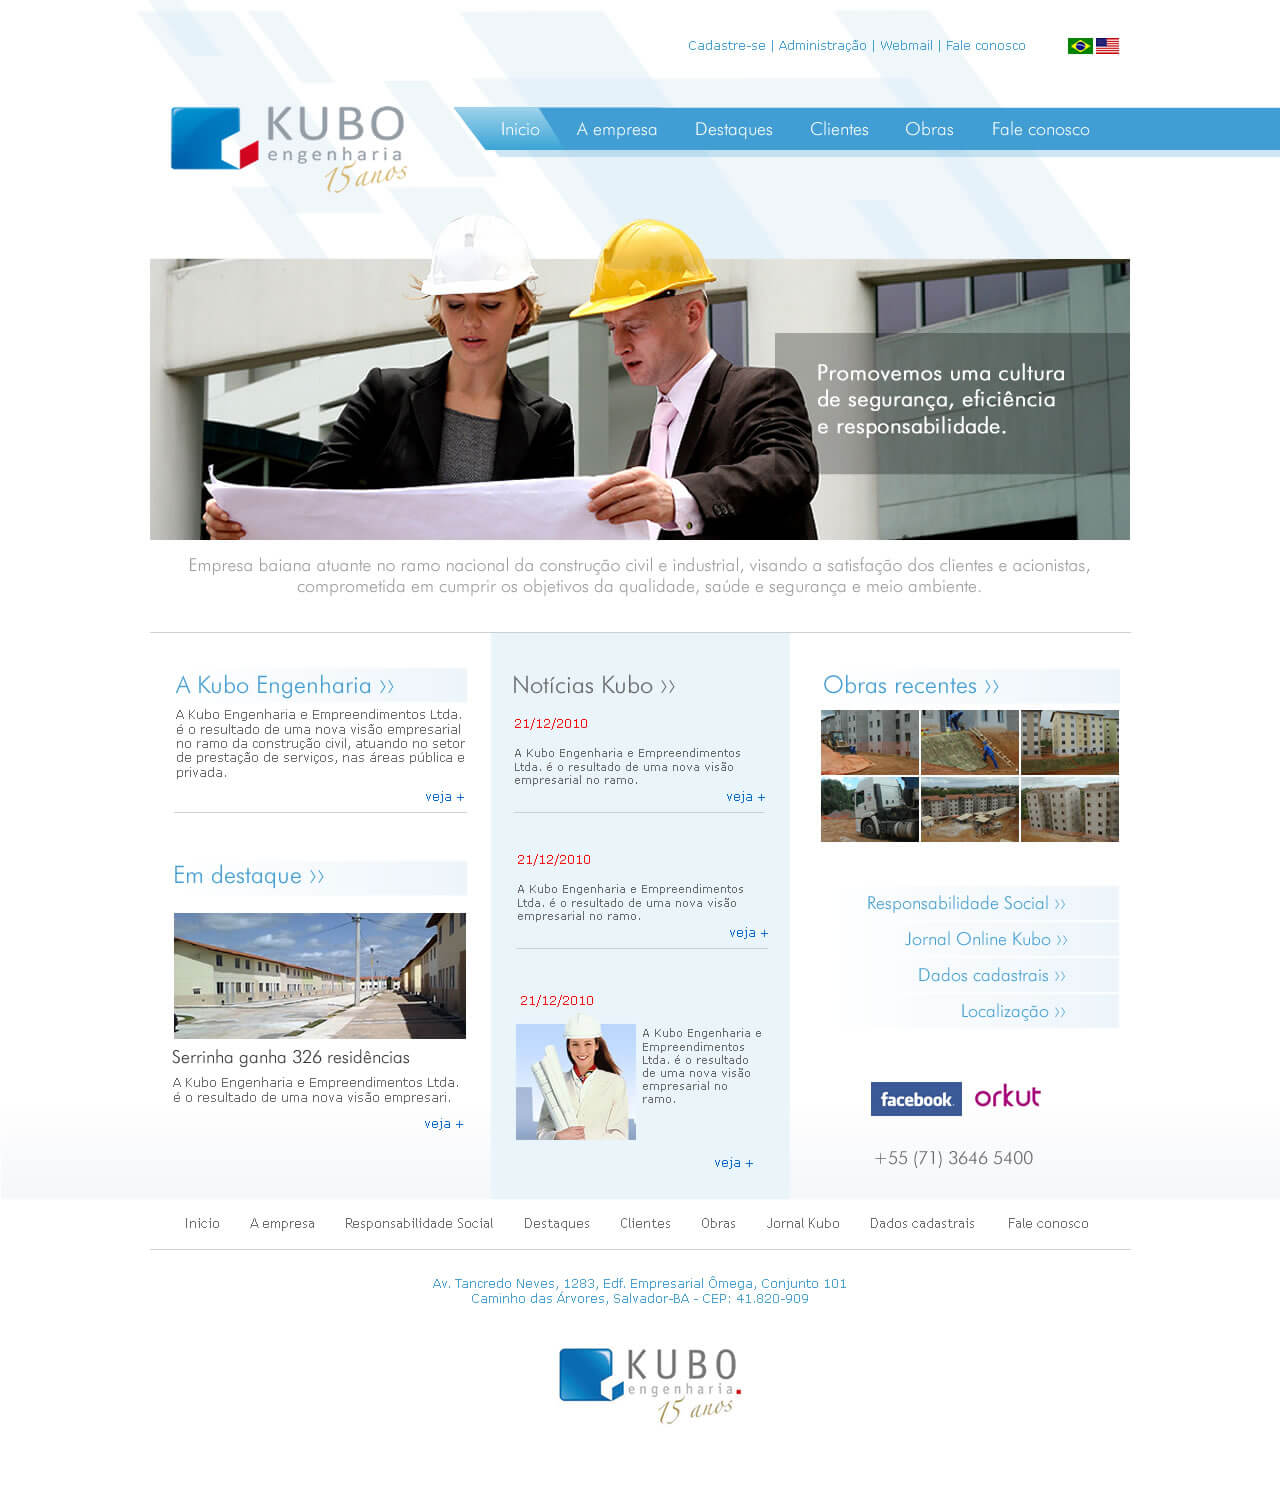 Cadastre-se | Administração | Webmail | Fale conosco
KUBO
engenharia
15 anos
Inicio A empresa Destaques Clientes Obras Fale conosco
Promovemos uma cultura
de segurança, eficiência
e responsabilidade.
Empresa baiana atuante no ramo nacional da construção civil e industrial, visando a satisfação dos clientes e acionistas,
comprometida em cumprir os objetivos da qualidade, saúde e segurança e meio ambiente.
A Kubo Engenharia >>
A Kubo Engenharia e Empreendimentos Ltda.
é o resultado de uma nova visão empresarial
no ramo da construção civil, atuando no setor
de prestação de serviços, nas áreas pública e
privada.
veja +
Em destaque >>
Serrinha ganha 326 residências
A Kubo Engenharia e Empreendimentos Ltda.
é o resultado de uma nova visão empresari.
veja +
Notícias Kubo >>
21/12/2010
A Kubo Engenharia e Empreendimentos
Ltda. é o resultado de uma nova visão
empresarial no ramo.
veja +
21/12/2010
A Kubo Engenharia e Empreendimentos
Ltda. é o resultado de uma nova visão
empresarial no ramo.
veja +
21/12/2010
A Kubo Engenharia e
Empreendimentos
Ltda. é o resultado
de uma nova visão
empresarial no
ramo.
veja +
Obras recentes >>
Responsabilidade Social >>
Jornal Online Kubo >>
Dados cadastrais >>
Localização >>
facebook.
orkut
+55 (71) 3646 5400
Inicio A empresa Responsabilidade Social Destaques Clientes Obras Jornal Kubo Dados cadastrais Fale conosco
Av. Tancredo Neves, 1283, Edf. Empresarial Ômega, Conjunto 101
Caminho das Árvores, Salvador-BA - CEP: 41.820-909
KUBO
engenharia
15 anos